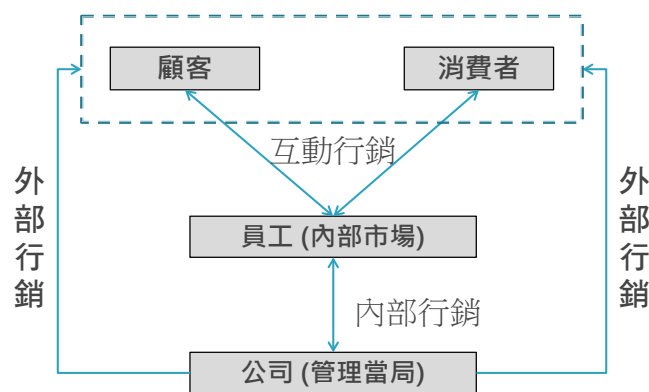 顧客
消費者
互動行銷
外部行銷
外部行銷
員工 (內部市場)
內部行銷
公司 (管理當局)